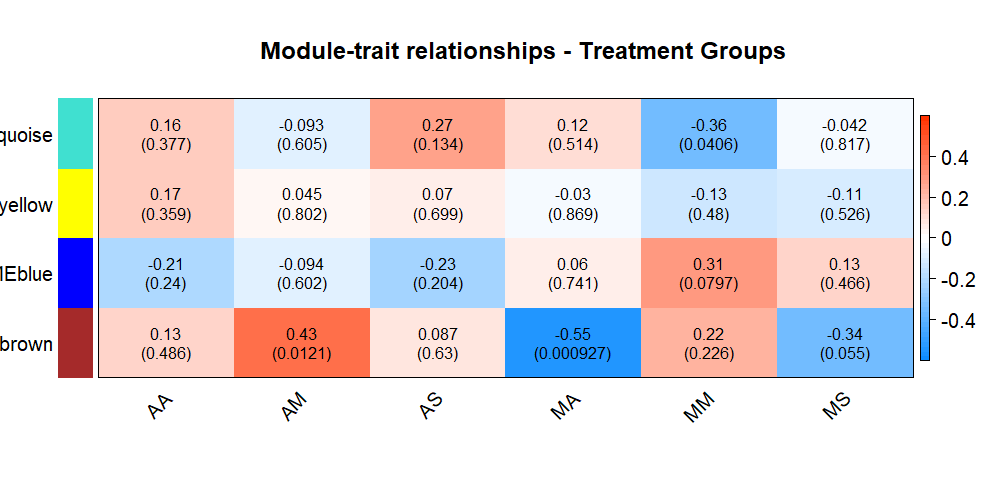 Module-trait relationships - Treatment Groups
quoise
0.16 -0.093 0.27 0.12 -0.36 -0.042
(0.377) (0.605) (0.134) (0.514) (0.0406) (0.817)
yellow
0.17 0.045 0.07 -0.03 -0.13 -0.11
(0.359) (0.802) (0.699) (0.869) (0.48) (0.526)
MEblue
-0.21 -0.094 -0.23 0.06 0.31 0.13
(0.24) (0.602) (0.204) (0.741) (0.0797) (0.466)
brown
0.13 0.43 0.087 -0.55 0.22 -0.34
(0.486) (0.0121) (0.63) (0.000927) (0.226) (0.055)
AA AM AS MA MM MS
0.4
0.2
0
-0.2
-0.4